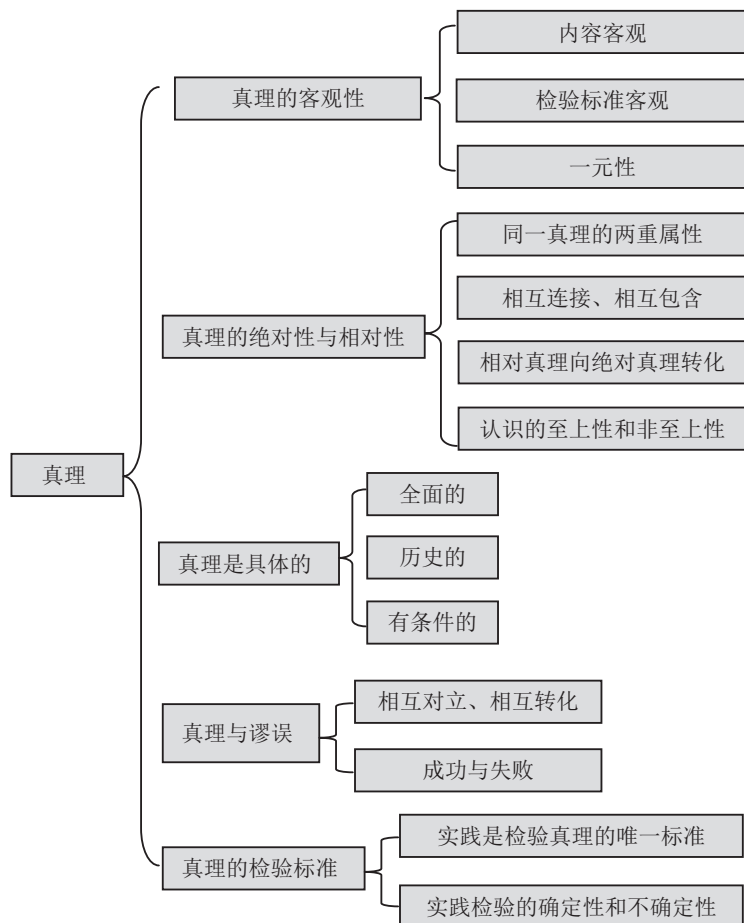 真理
真理的客观性
内容客观
检验标准客观
一元性
真理的绝对性与相对性
同一真理的两重属性
相互连接、相互包含
相对真理向绝对真理转化
认识的至上性和非至上性
真理是具体的
全面的
历史的
有条件的
真理与谬误
相互对立、相互转化
成功与失败
真理的检验标准
实践是检验真理的唯一标准
实践检验的确定性和不确定性